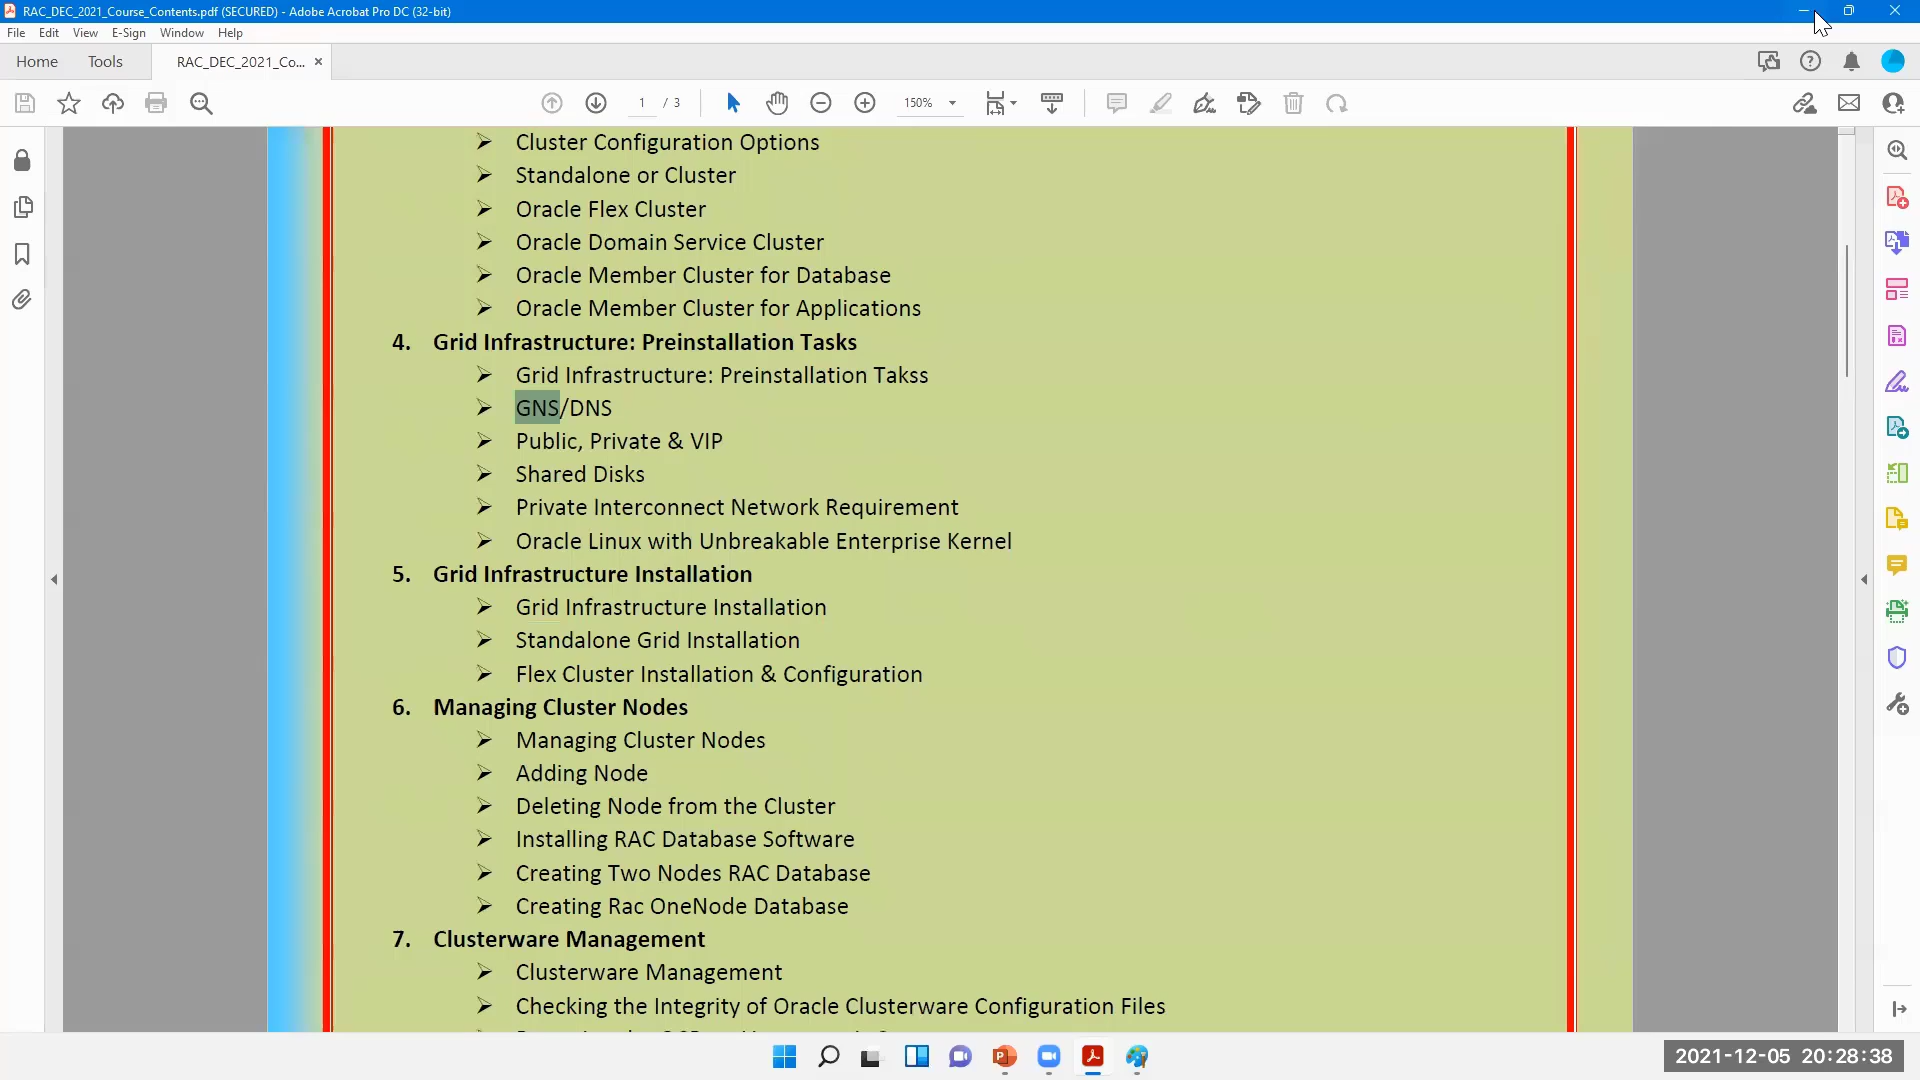 RAC_DEC_2021_Course_Contents.pdf (SECURED) - Adobe Acrobat Pro DC (32-bit)
File Edit View E-Sign Window Help
Home Tools RAC_DEC_2021_Co... ×
1 / 3 150%
➢ Cluster Configuration Options
➢ Standalone or Cluster
➢ Oracle Flex Cluster
➢ Oracle Domain Service Cluster
➢ Oracle Member Cluster for Database
➢ Oracle Member Cluster for Applications
4. Grid Infrastructure: Preinstallation Tasks
➢ Grid Infrastructure: Preinstallation Takss
➢ GNS/DNS
➢ Public, Private & VIP
➢ Shared Disks
➢ Private Interconnect Network Requirement
➢ Oracle Linux with Unbreakable Enterprise Kernel
5. Grid Infrastructure Installation
➢ Grid Infrastructure Installation
➢ Standalone Grid Installation
➢ Flex Cluster Installation & Configuration
6. Managing Cluster Nodes
➢ Managing Cluster Nodes
➢ Adding Node
➢ Deleting Node from the Cluster
➢ Installing RAC Database Software
➢ Creating Two Nodes RAC Database
➢ Creating Rac OneNode Database
7. Clusterware Management
➢ Clusterware Management
➢ Checking the Integrity of Oracle Clusterware Configuration Files
2021-12-05 20:28:38